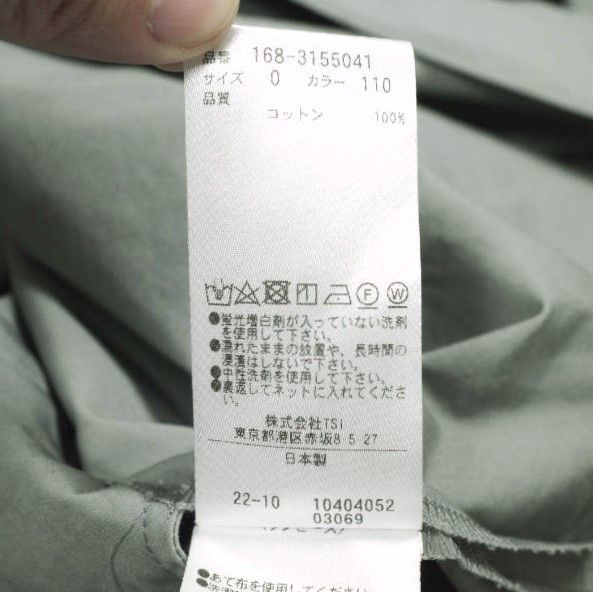 品番 168-3155041
サイズ 0 カラー 110
品質
コットン 100%
F W
●蛍光増白剤が入っていない洗剤
を使用して下さい。
●濡れたままの放置や、長時間の
浸漬はしないで下さい。
●中性洗剤を使用して下さい。
●裏返してネットに入れてくださ
い。
株式会社TSI
東京都港区赤坂8 5 27
日本製
22-10 10404052
03069
(ワンピース)
●あて布を使用してください。